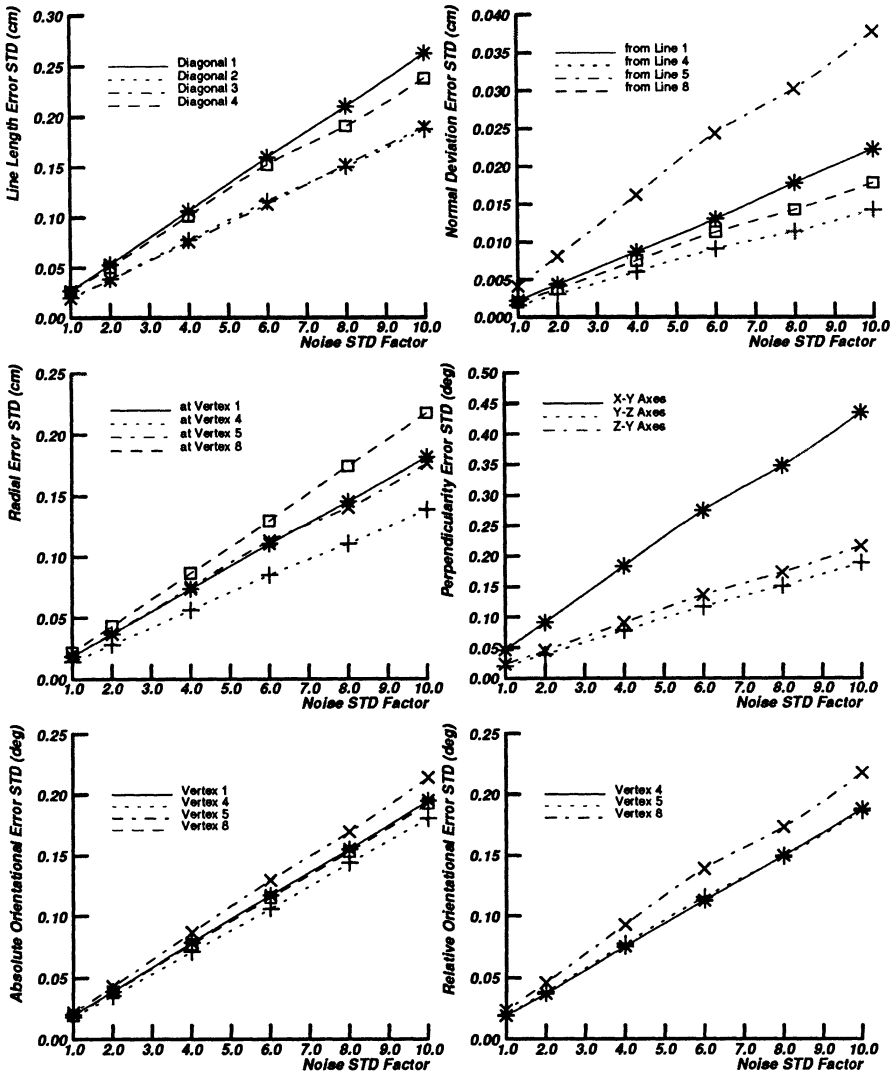 Line Length Error STD (cm)
0.30
0.25
0.20
0.15
0.10
0.05
0.00
Diagonal 1
Diagonal 2
Diagonal 3
Diagonal 4
1.0 2.0 3.0 4.0 5.0 6.0 7.0 8.0 9.0 10.0
Noise STD Factor
Normal Deviation Error STD (cm)
0.040
0.035
0.030
0.025
0.020
0.015
0.010
0.005
0.000
from Line 1
from Line 4
from Line 5
from Line 8
1.0 2.0 3.0 4.0 5.0 6.0 7.0 8.0 9.0 10.0
Noise STD Factor
Radial Error STD (cm)
0.25
0.20
0.15
0.10
0.05
0.00
at Vertex 1
at Vertex 4
at Vertex 5
at Vertex 8
1.0 2.0 3.0 4.0 5.0 6.0 7.0 8.0 9.0 10.0
Noise STD Factor
Perpendicularity Error STD (deg)
0.50
0.45
0.40
0.35
0.30
0.25
0.20
0.15
0.10
0.05
0.00
X-Y Axes
Y-Z Axes
Z-Y Axes
1.0 2.0 3.0 4.0 5.0 6.0 7.0 8.0 9.0 10.0
Noise STD Factor
Absolute Orientational Error STD (deg)
0.25
0.20
0.15
0.10
0.05
0.00
Vertex 1
Vertex 4
Vertex 5
Vertex 8
1.0 2.0 3.0 4.0 5.0 6.0 7.0 8.0 9.0 10.0
Noise STD Factor
Relative Orientational Error STD (deg)
0.25
0.20
0.15
0.10
0.05
0.00
Vertex 4
Vertex 5
Vertex 8
1.0 2.0 3.0 4.0 5.0 6.0 7.0 8.0 9.0 10.0
Noise STD Factor